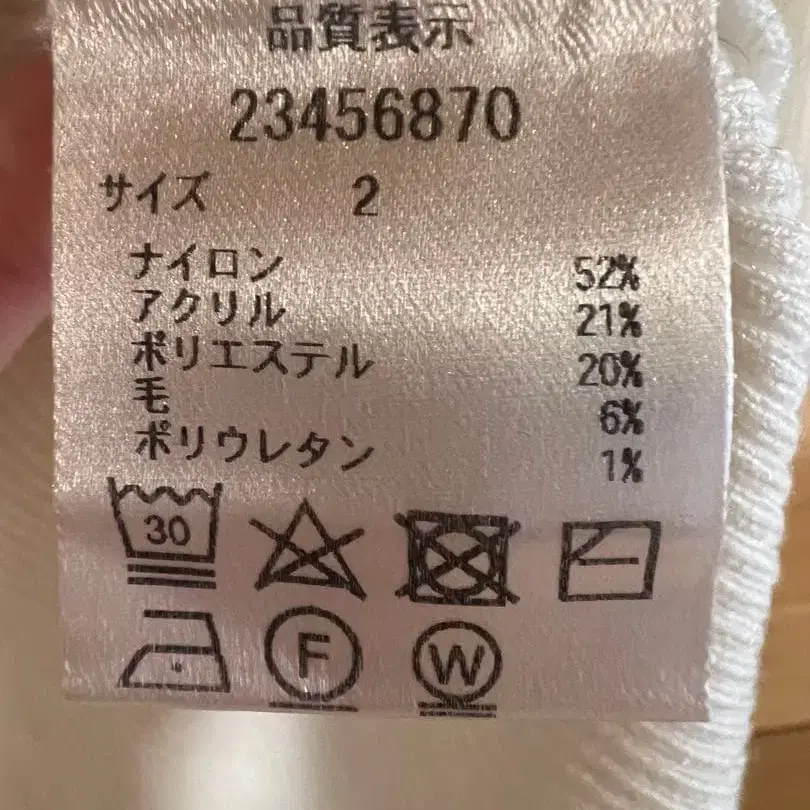 品質表示
23456870
サイズ 2
ナイロン 52%
アクリル 21%
ポリエステル 20%
毛 6%
ポリウレタン 1%
30
F W